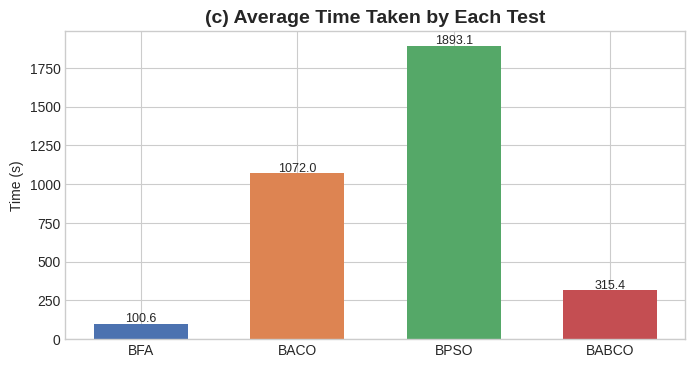 (c) Average Time Taken by Each Test
Time (s)
1750
1500
1250
1000
750
500
250
0
100.6
1072.0
1893.1
315.4
BFA
BACO
BPSO
BABCO